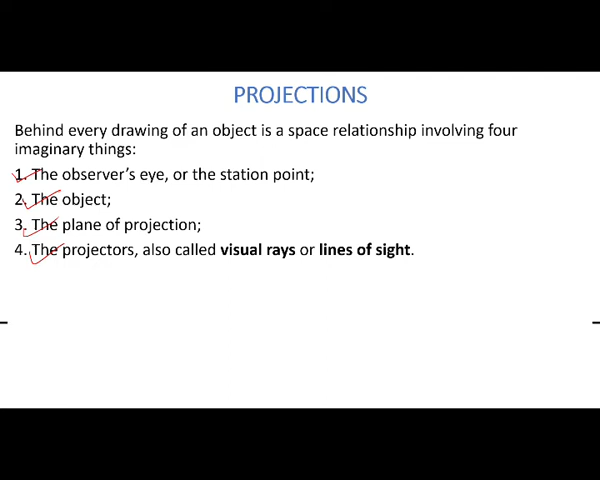 PROJECTIONS
Behind every drawing of an object is a space relationship involving four
imaginary things:
1. The observer's eye, or the station point;
2. The object;
3. The plane of projection;
4. The projectors, also called visual rays or lines of sight.